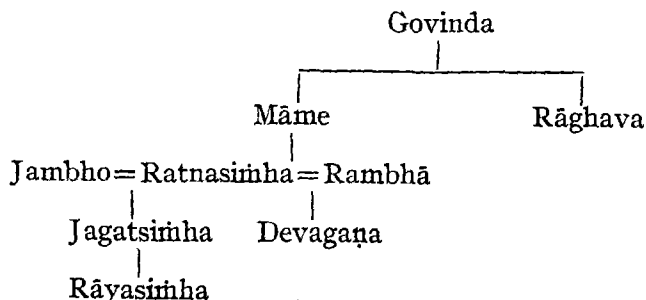 Govinda
Māme Rāghava
Jambho=Ratnasiṁha=Rambhā
Jagatsiṁha Devagaṇa
Rāyasiṁha